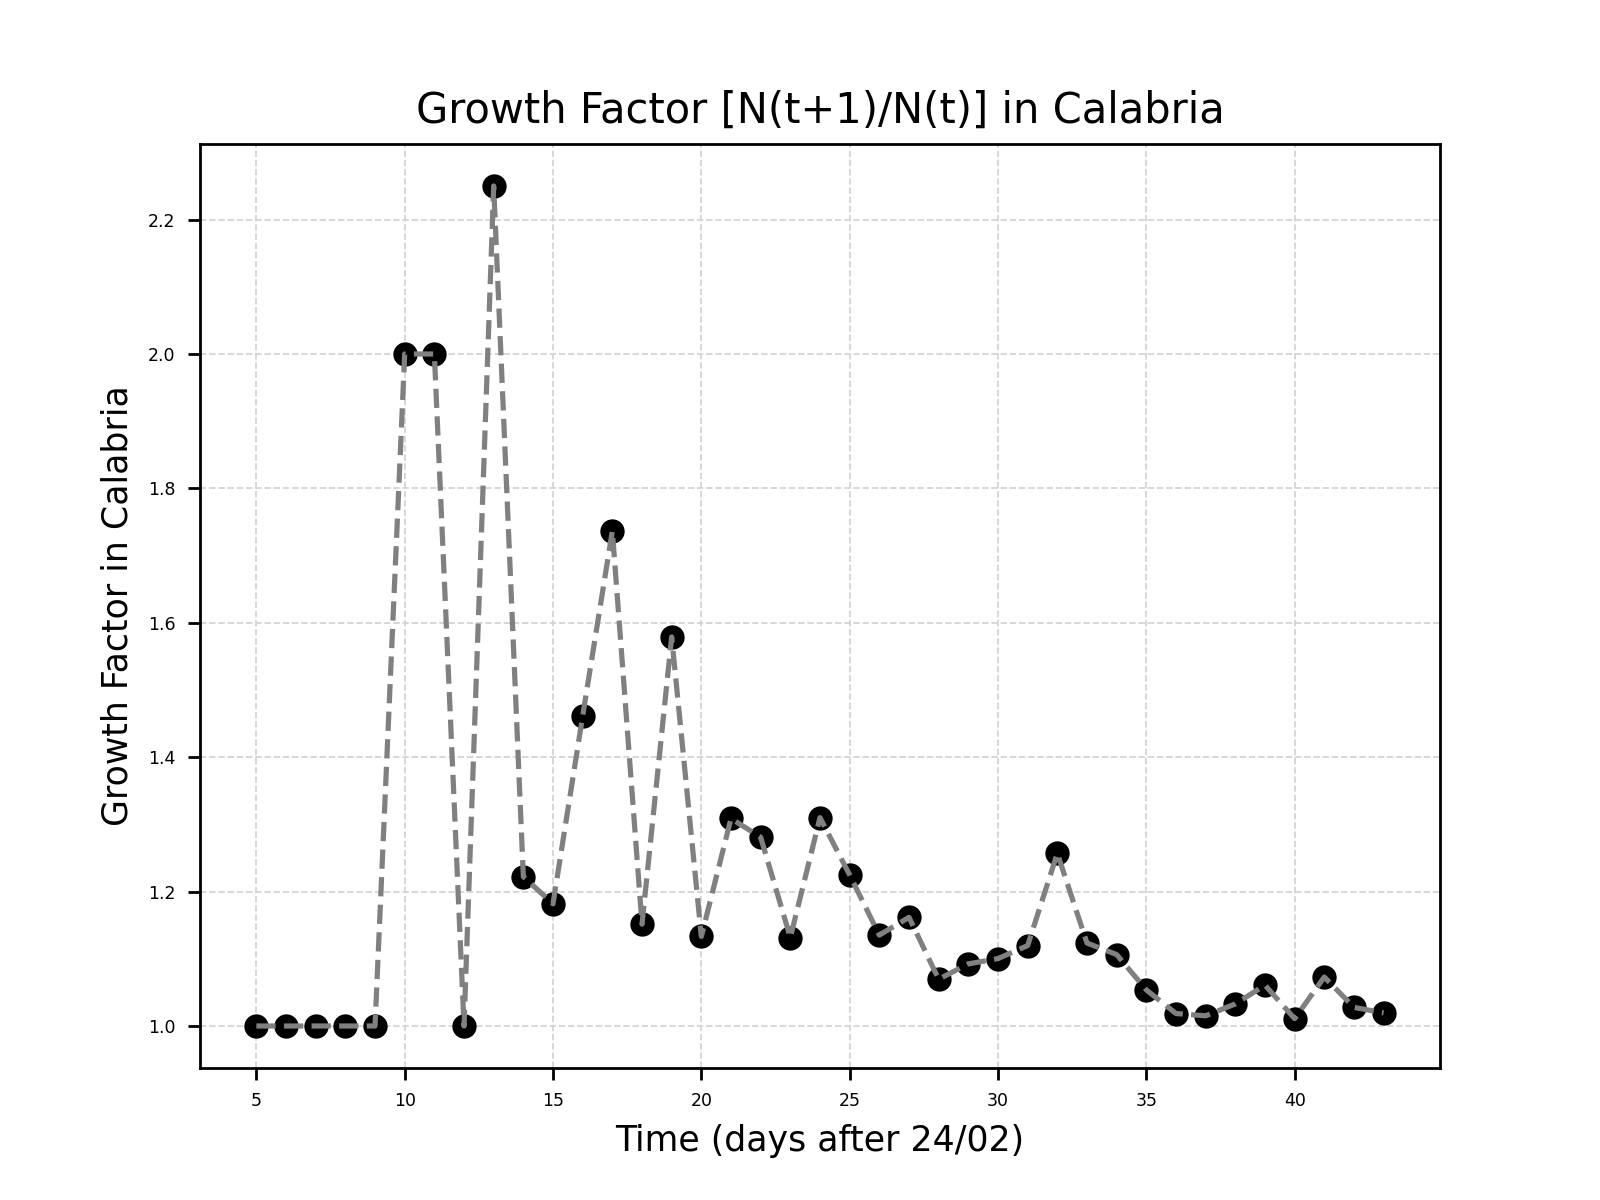 Growth Factor [N(t+1)/N(t)] in Calabria
Growth Factor in Calabria
2.2
2.0
1.8
1.6
1.4
1.2
1.0
5 10 15 20 25 30 35 40
Time (days after 24/02)